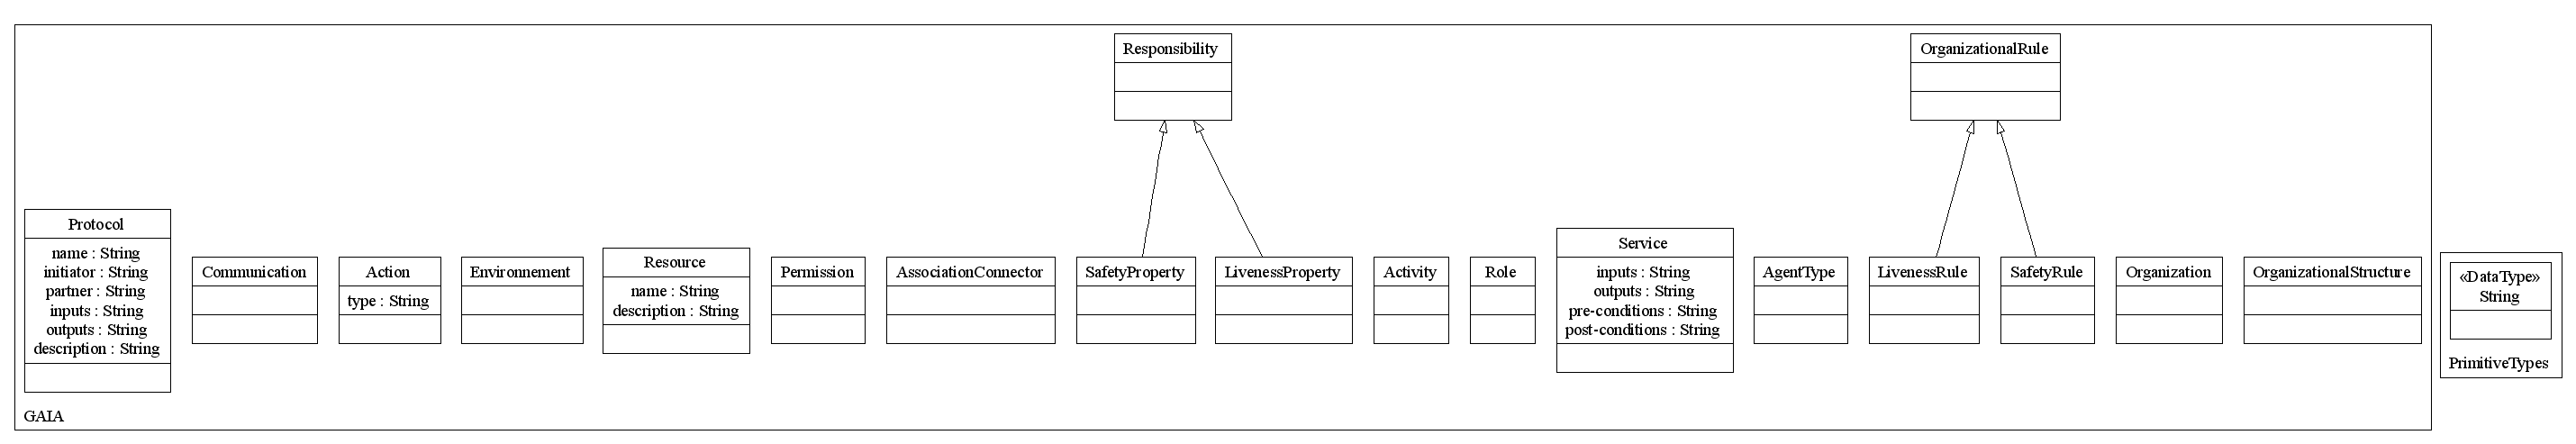 Responsibility
OrganizationalRule
Protocol
name : String
initiator : String
partner : String
inputs : String
outputs : String
description : String
Communication
Action
type : String
Environnement
Resource
name : String
description : String
Permission
AssociationConnector
SafetyProperty
LivenessProperty
Activity
Role
Service
inputs : String
outputs : String
pre-conditions : String
post-conditions : String
AgentType
LivenessRule
SafetyRule
Organization
OrganizationalStructure
«DataType»
String
PrimitiveTypes
GAIA